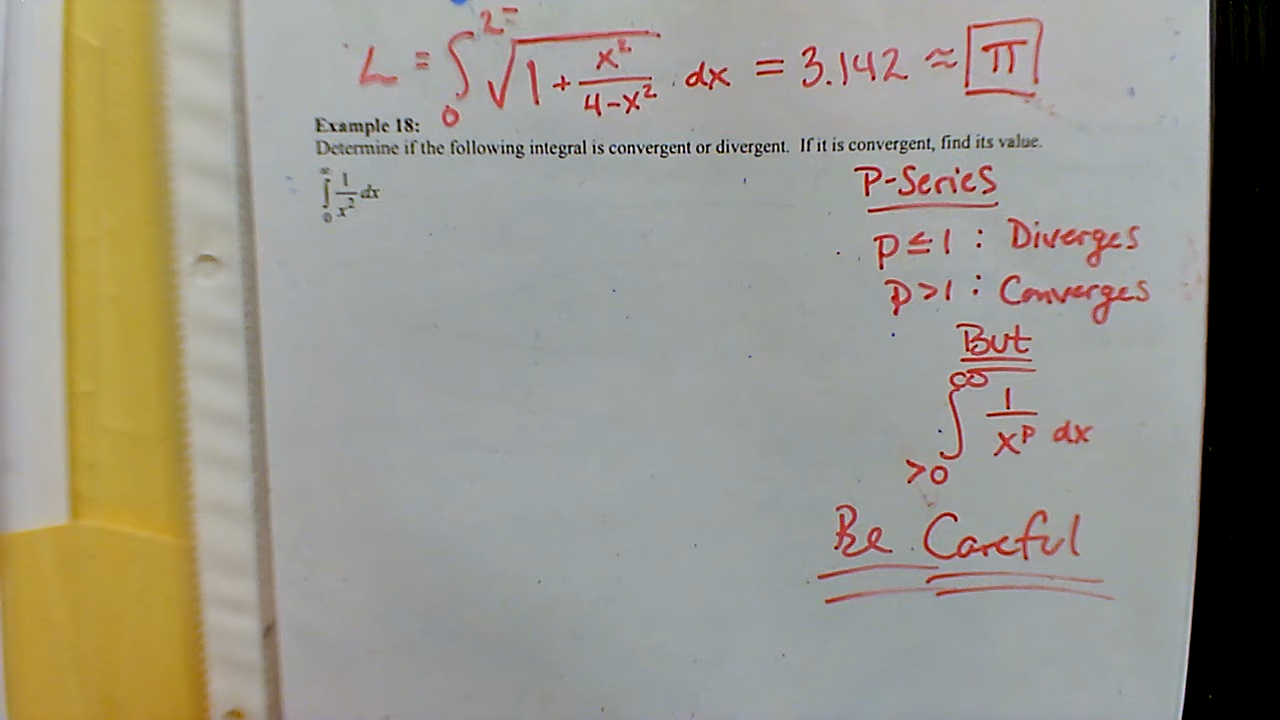 L = ∫₀^2⁻ √(1 + x²/(4-x²)) dx = 3.142 ≈ π
Example 18:
Determine if the following integral is convergent or divergent. If it is convergent, find its value.
∫₀^∞ 1/x² dx
P-Series
P ≤ 1 : Diverges
P > 1 : Converges
But
∫_{>0}^∞ 1/x^p dx
Be Careful